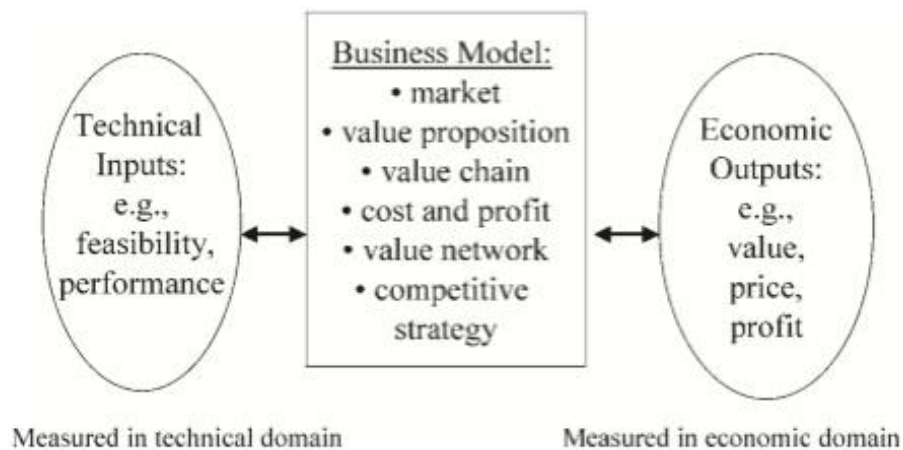 Technical
Inputs:
e.g.,
feasibility,
performance
Business Model:
• market
• value proposition
• value chain
• cost and profit
• value network
• competitive
strategy
Economic
Outputs:
e.g.,
value,
price,
profit
Measured in technical domain
Measured in economic domain